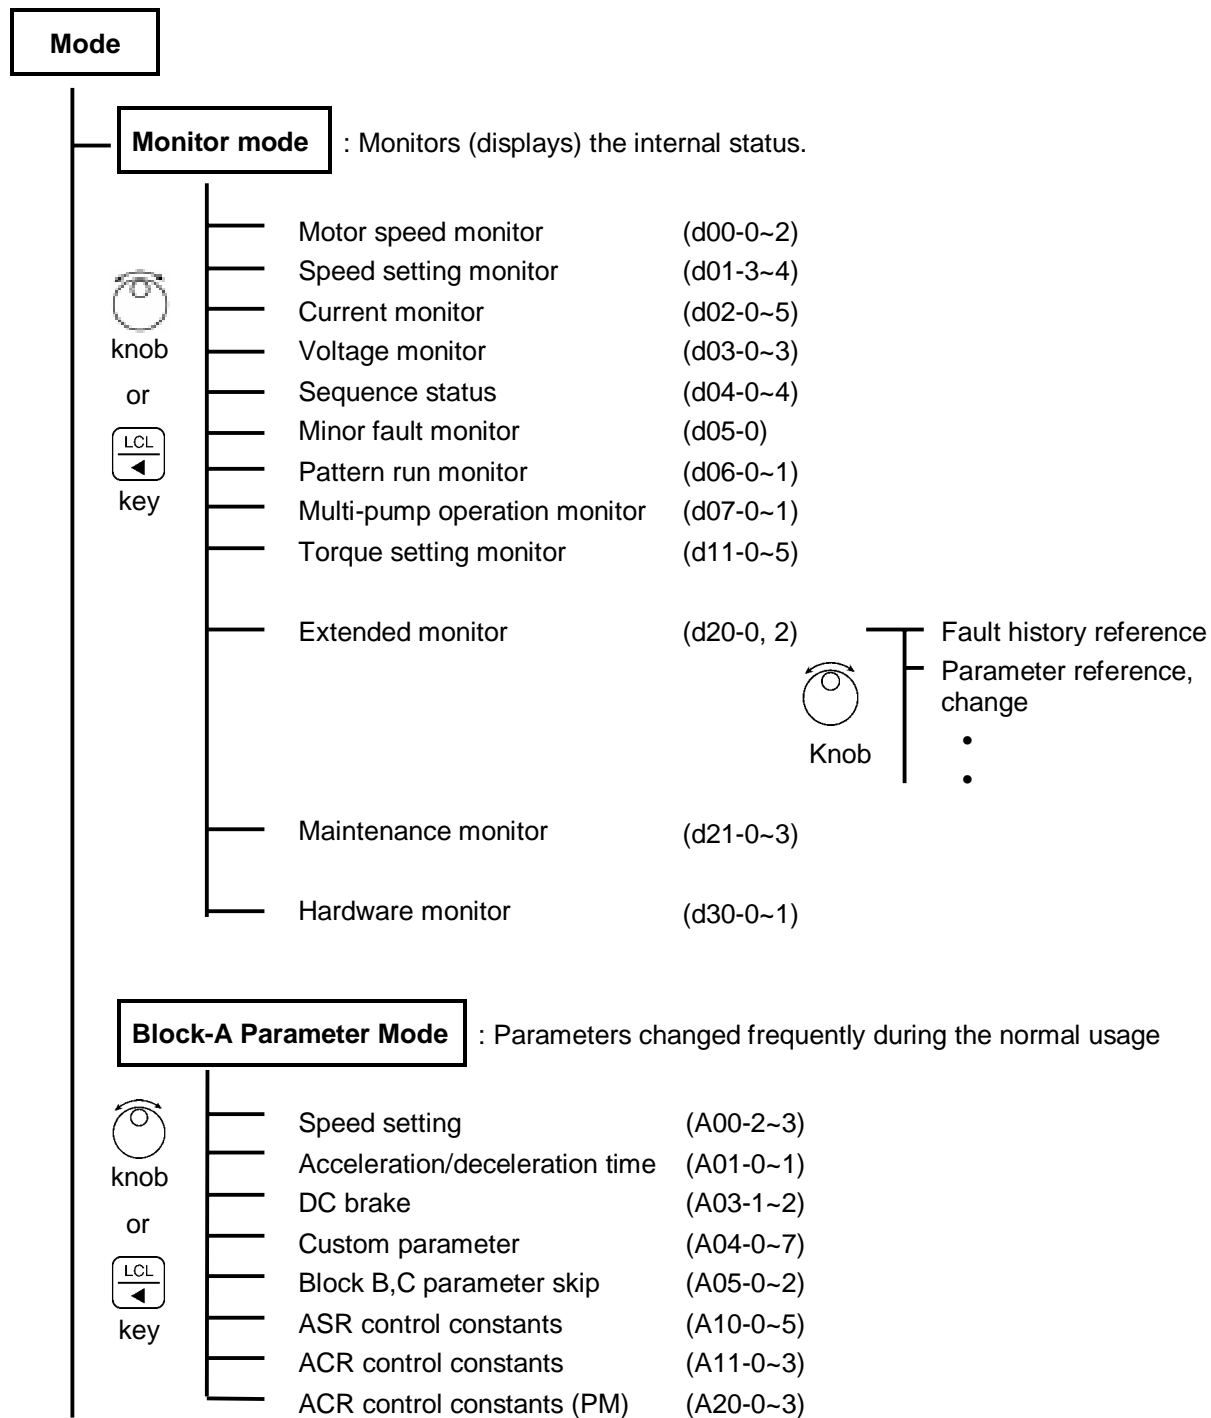 Mode
Monitor mode : Monitors (displays) the internal status.
Motor speed monitor (d00-0~2)
Speed setting monitor (d01-3~4)
Current monitor (d02-0~5)
knob
Voltage monitor (d03-0~3)
or
Sequence status (d04-0~4)
LCL
Minor fault monitor (d05-0)
Pattern run monitor (d06-0~1)
key
Multi-pump operation monitor (d07-0~1)
Torque setting monitor (d11-0~5)
Extended monitor (d20-0, 2)
Fault history reference
Parameter reference,
change
Knob
•
•
Maintenance monitor (d21-0~3)
Hardware monitor (d30-0~1)
Block-A Parameter Mode : Parameters changed frequently during the normal usage
Speed setting (A00-2~3)
Acceleration/deceleration time (A01-0~1)
knob
DC brake (A03-1~2)
or
Custom parameter (A04-0~7)
LCL
Block B,C parameter skip (A05-0~2)
key
ASR control constants (A10-0~5)
ACR control constants (A11-0~3)
ACR control constants (PM) (A20-0~3)